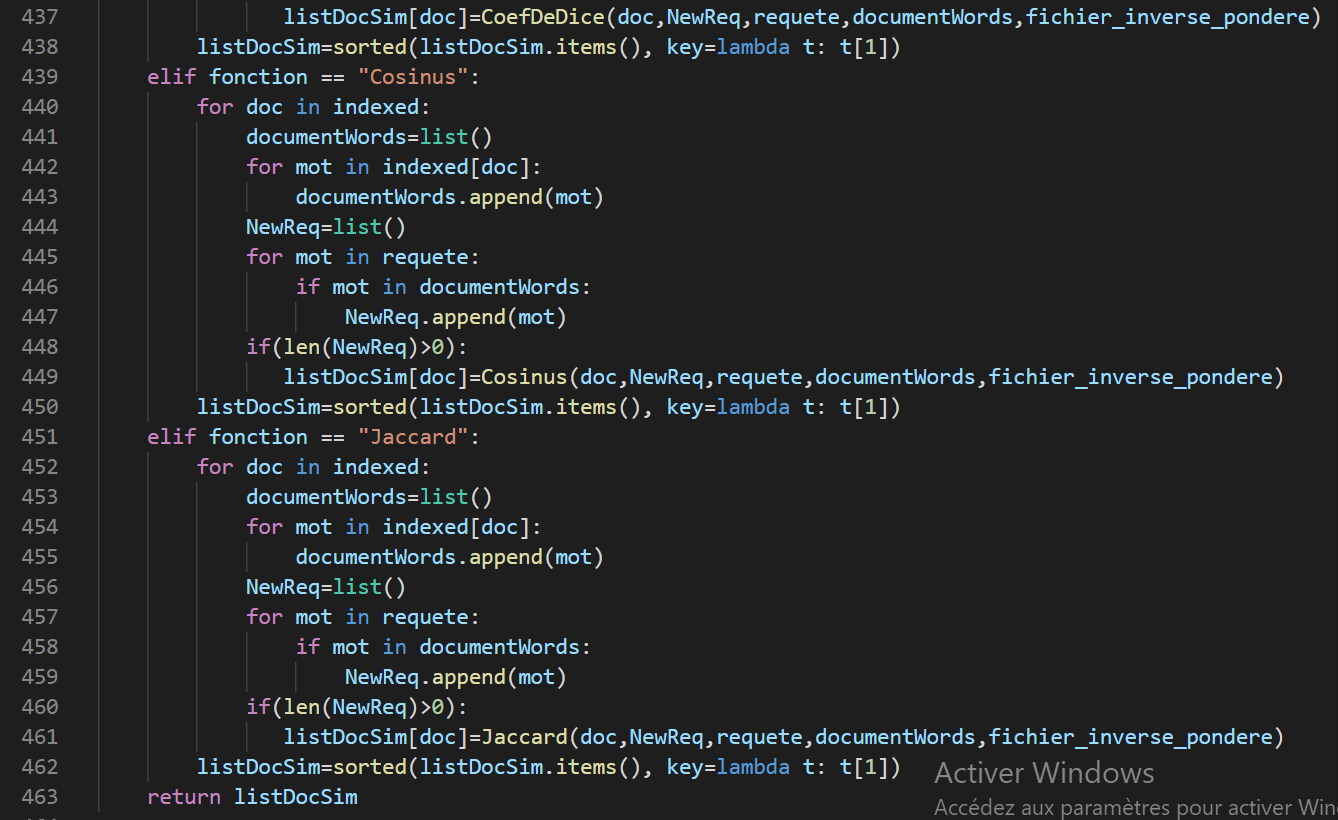 437 listDocSim[doc]=CoefDeDice(doc,NewReq,requete,documentWords,fichier_inverse_pondere)
438 listDocSim=sorted(listDocSim.items(), key=lambda t: t[1])
439 elif fonction == "Cosinus":
440 for doc in indexed:
441 documentWords=list()
442 for mot in indexed[doc]:
443 documentWords.append(mot)
444 NewReq=list()
445 for mot in requete:
446 if mot in documentWords:
447 NewReq.append(mot)
448 if(len(NewReq)>0):
449 listDocSim[doc]=Cosinus(doc,NewReq,requete,documentWords,fichier_inverse_pondere)
450 listDocSim=sorted(listDocSim.items(), key=lambda t: t[1])
451 elif fonction == "Jaccard":
452 for doc in indexed:
453 documentWords=list()
454 for mot in indexed[doc]:
455 documentWords.append(mot)
456 NewReq=list()
457 for mot in requete:
458 if mot in documentWords:
459 NewReq.append(mot)
460 if(len(NewReq)>0):
461 listDocSim[doc]=Jaccard(doc,NewReq,requete,documentWords,fichier_inverse_pondere)
462 listDocSim=sorted(listDocSim.items(), key=lambda t: t[1])
463 return listDocSim
Activer Windows
Accédez aux paramètres pour activer Win